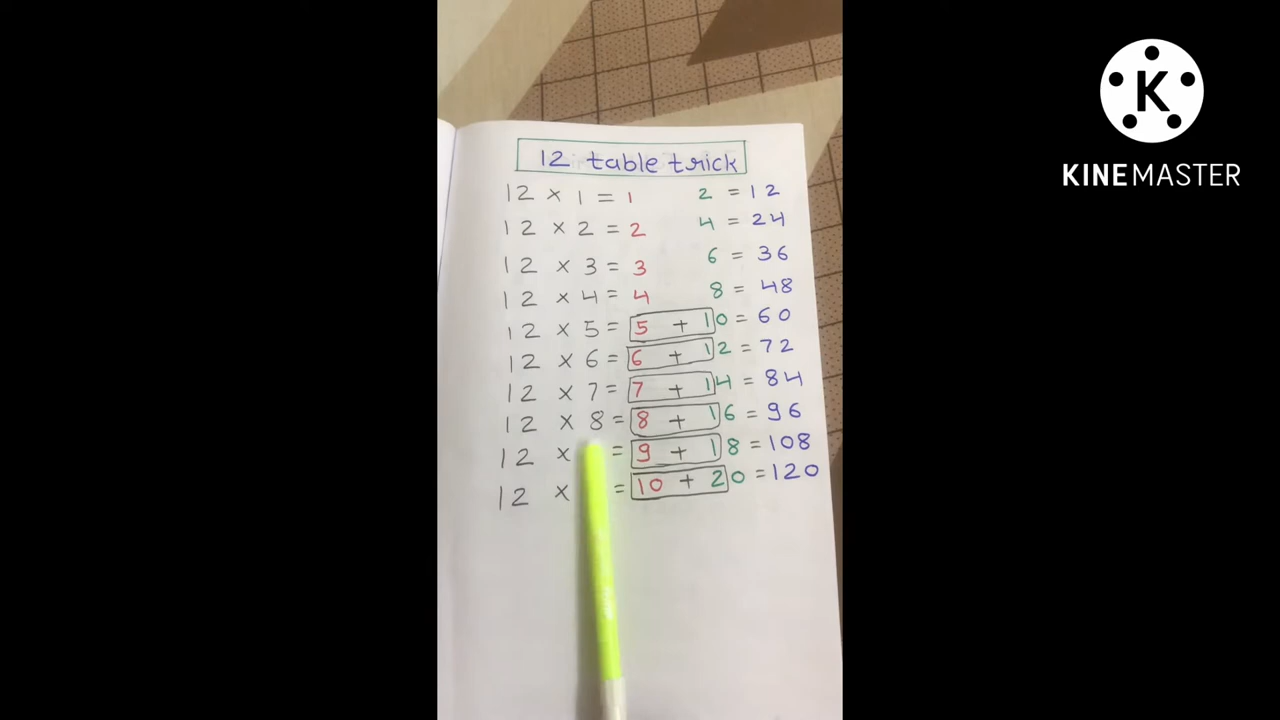 12 table trick
12 × 1 = 1 2 = 12
12 × 2 = 2 4 = 24
12 × 3 = 3 6 = 36
12 × 4 = 4 8 = 48
12 × 5 = 5 + 10 = 60
12 × 6 = 6 + 12 = 72
12 × 7 = 7 + 14 = 84
12 × 8 = 8 + 16 = 96
12 × = 9 + 18 = 108
12 × = 10 + 20 = 120
K
KINEMASTER